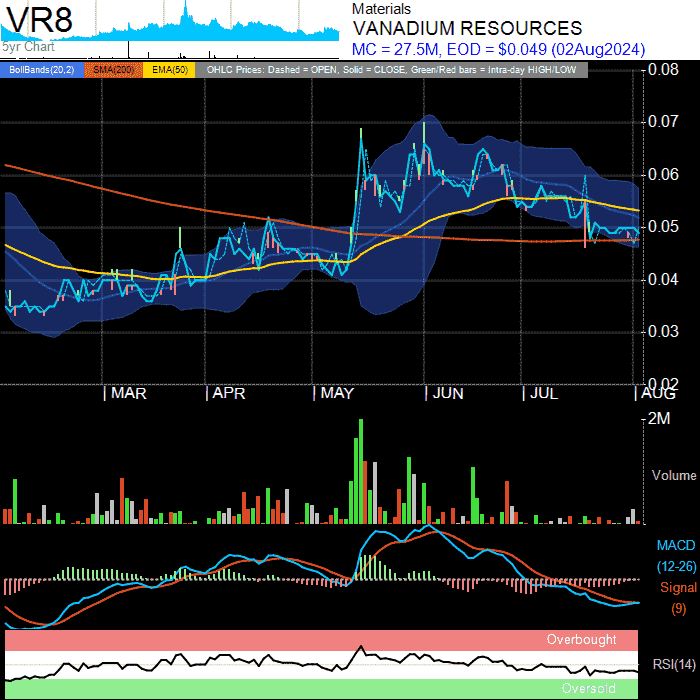 VR8
5yr Chart
Materials
VANADIUM RESOURCES
MC = 27.5M, EOD = $0.049 (02Aug2024)
BollBands(20,2) SMA(200) EMA(50) OHLC Prices: Dashed = OPEN, Solid = CLOSE, Green/Red bars = Intra-day HIGH/LOW
0.08
0.07
0.06
0.05
0.04
0.03
0.02
MAR APR MAY JUN JUL AUG
2M
Volume
MACD
(12-26)
Signal
(9)
Overbought
RSI(14)
Oversold